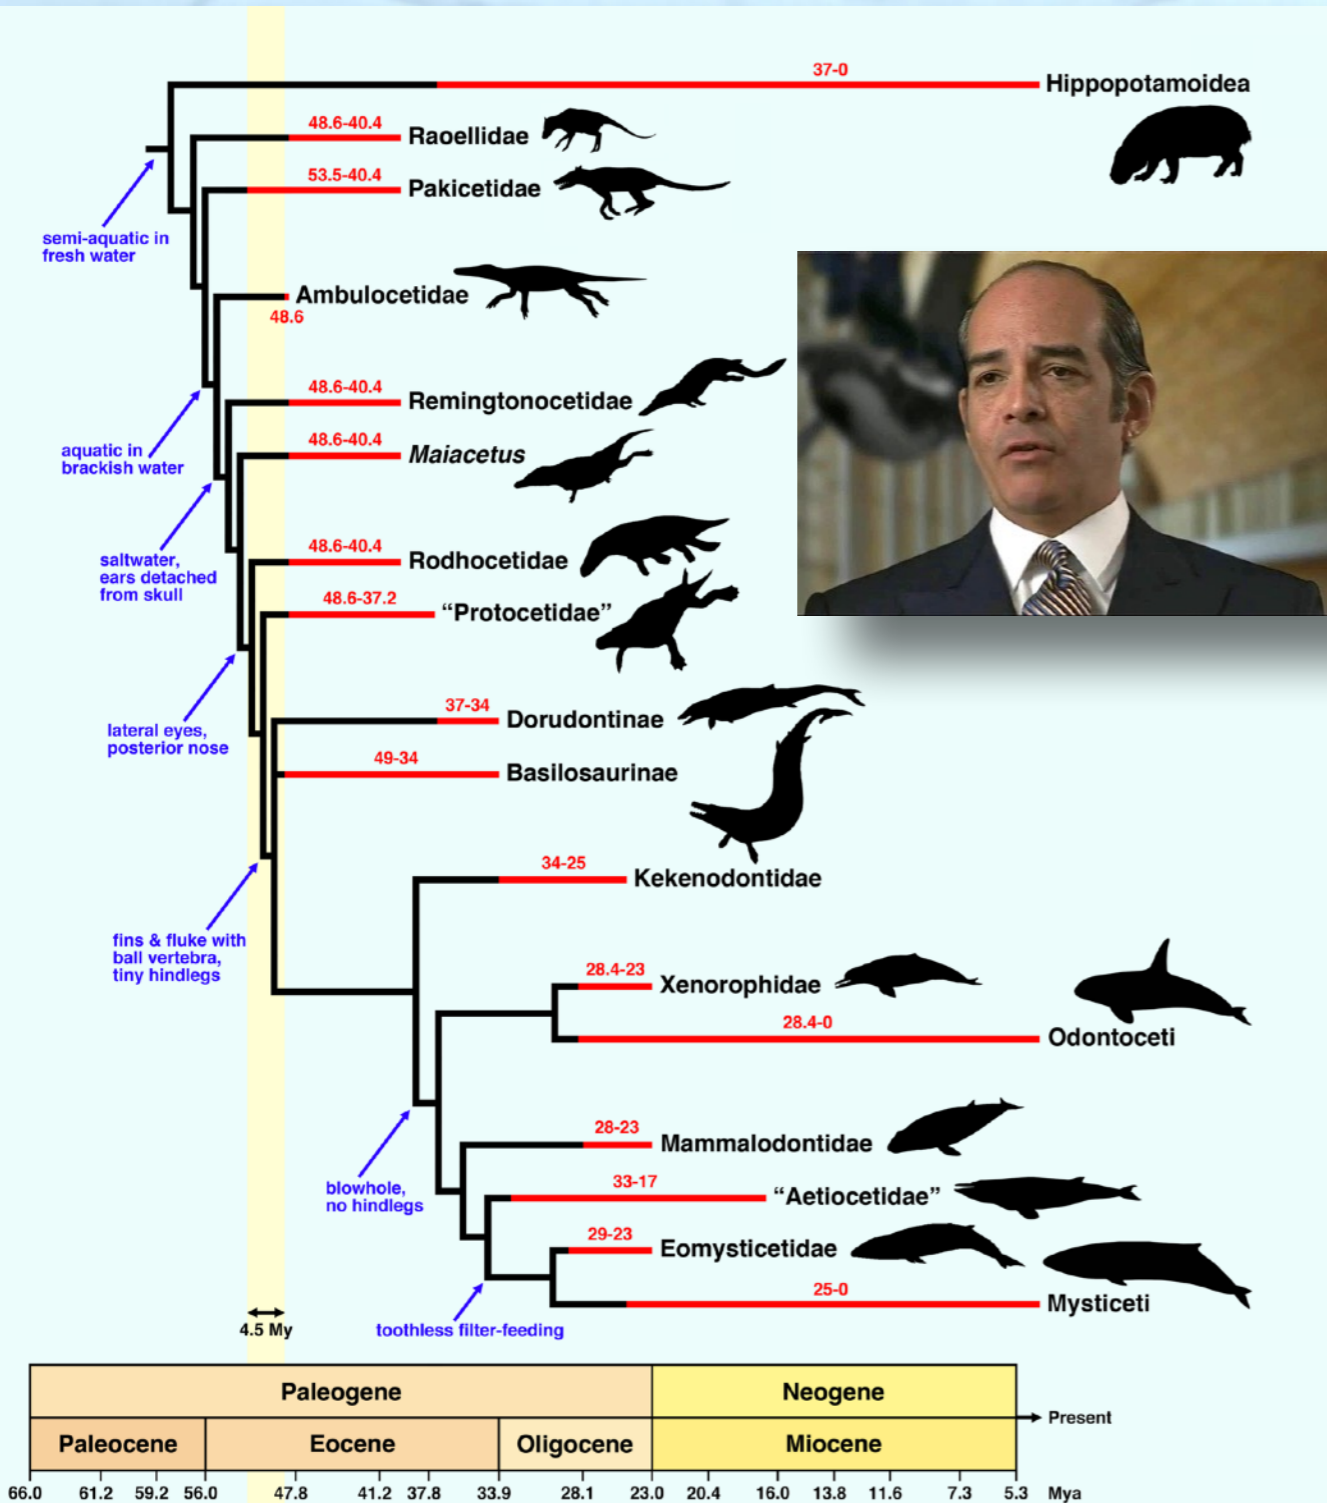 37-0
Hippopotamoidea
48.6-40.4
Raoellidae
53.5-40.4
Pakicetidae
semi-aquatic in
fresh water
Ambulocetidae
48.6
48.6-40.4
Remingtonocetidae
aquatic in
brackish water
48.6-40.4
Maiacetus
saltwater,
ears detached
from skull
48.6-40.4
Rodhocetidae
48.6-37.2
“Protocetidae”
lateral eyes,
posterior nose
37-34
Dorudontinae
49-34
Basilosaurinae
34-25
Kekenodontidae
fins & fluke with
ball vertebra,
tiny hindlegs
28.4-23
Xenorophidae
28.4-0
Odontoceti
28-23
Mammalodontidae
blowhole,
no hindlegs
33-17
“Aetiocetidae”
29-23
Eomysticetidae
25-0
Mysticeti
4.5 My
toothless filter-feeding
Paleogene Neogene
Present
Paleocene Eocene Oligocene Miocene
66.0 61.2 59.2 56.0 47.8 41.2 37.8 33.9 28.1 23.0 20.4 16.0 13.8 11.6 7.3 5.3 Mya